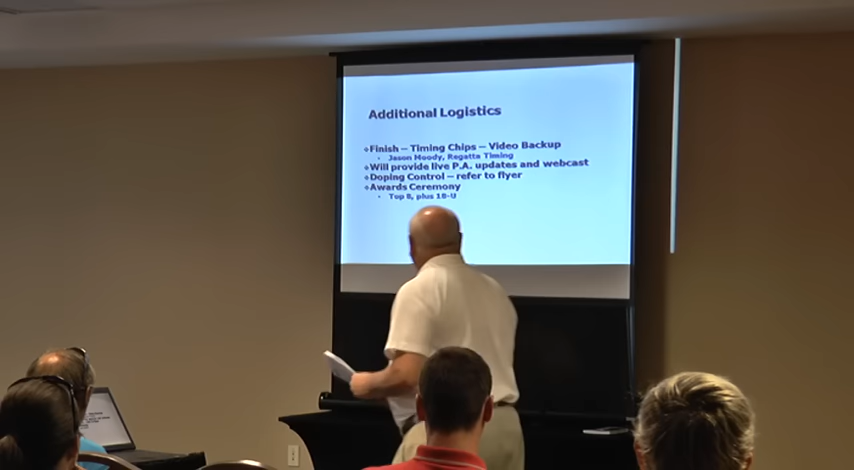 Additional Logistics
Finish – Timing Chips – Video Backup
Jason Moody, Regatta Timing
Will provide live P.A. updates and webcast
Doping Control – refer to flyer
Awards Ceremony
Top 8, plus 18-U